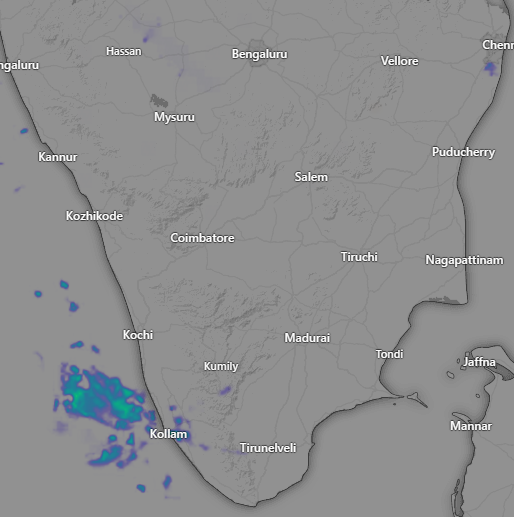 Hassan
Bengaluru
Chenn
ngaluru
Vellore
Mysuru
Kannur
Puducherry
Salem
Kozhikode
Coimbatore
Tiruchi
Nagapattinam
Kochi
Madurai
Tondi
Kumily
Jaffna
Kollam
Mannar
Tirunelveli